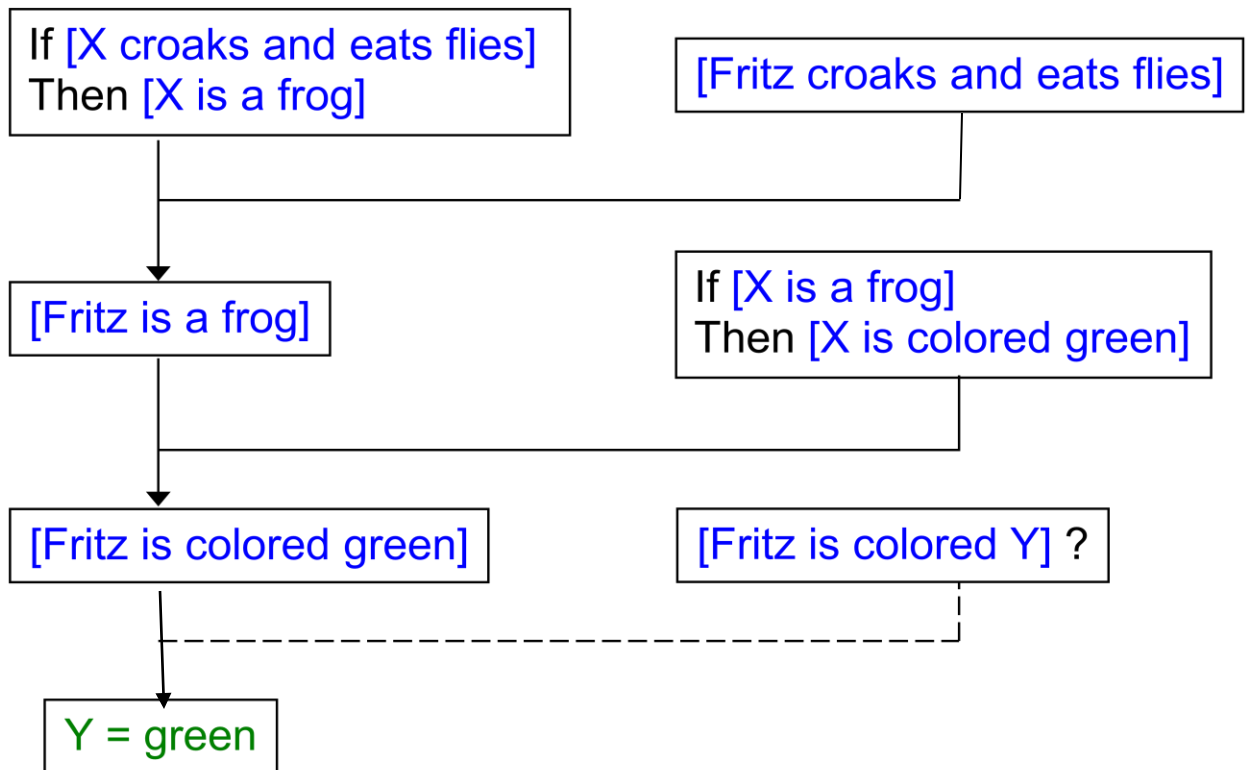 If [X croaks and eats flies]
Then [X is a frog]
[Fritz croaks and eats flies]
[Fritz is a frog]
If [X is a frog]
Then [X is colored green]
[Fritz is colored green]
[Fritz is colored Y] ?
Y = green